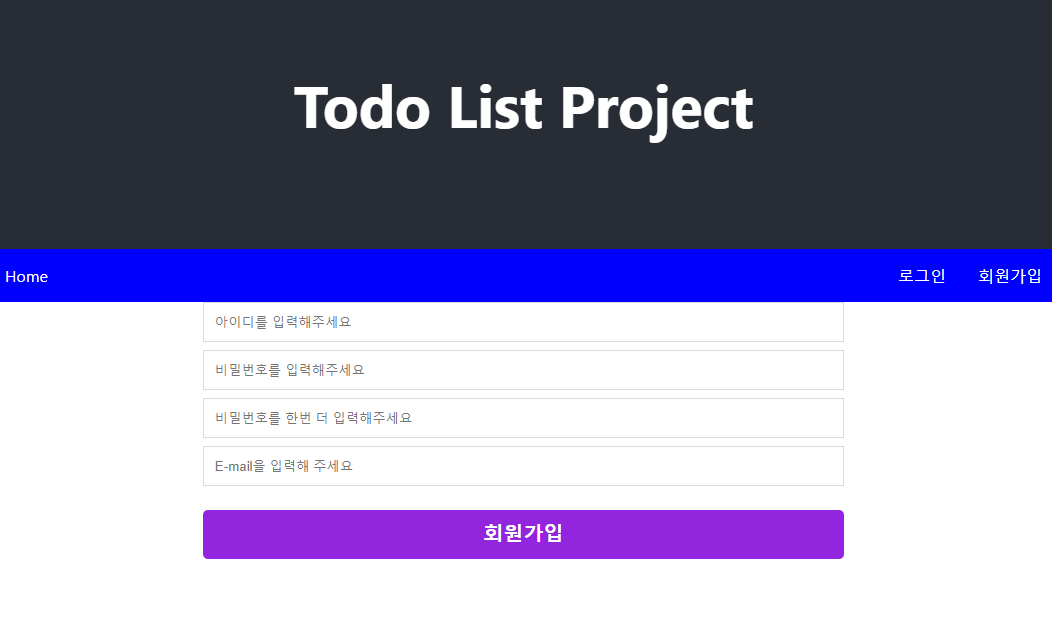 Todo List Project
Home 로그인 회원가입
아이디를 입력해주세요
비밀번호를 입력해주세요
비밀번호를 한번 더 입력해주세요
E-mail을 입력해 주세요
회원가입